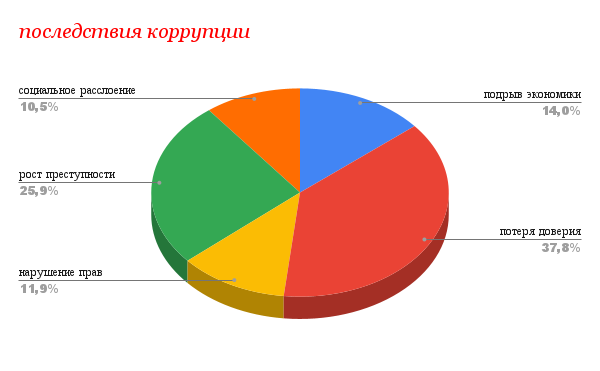 последствия коррупции
социальное расслоение
10,5%
подрыв экономики
14,0%
рост преступности
25,9%
потеря доверия
37,8%
нарушение прав
11,9%